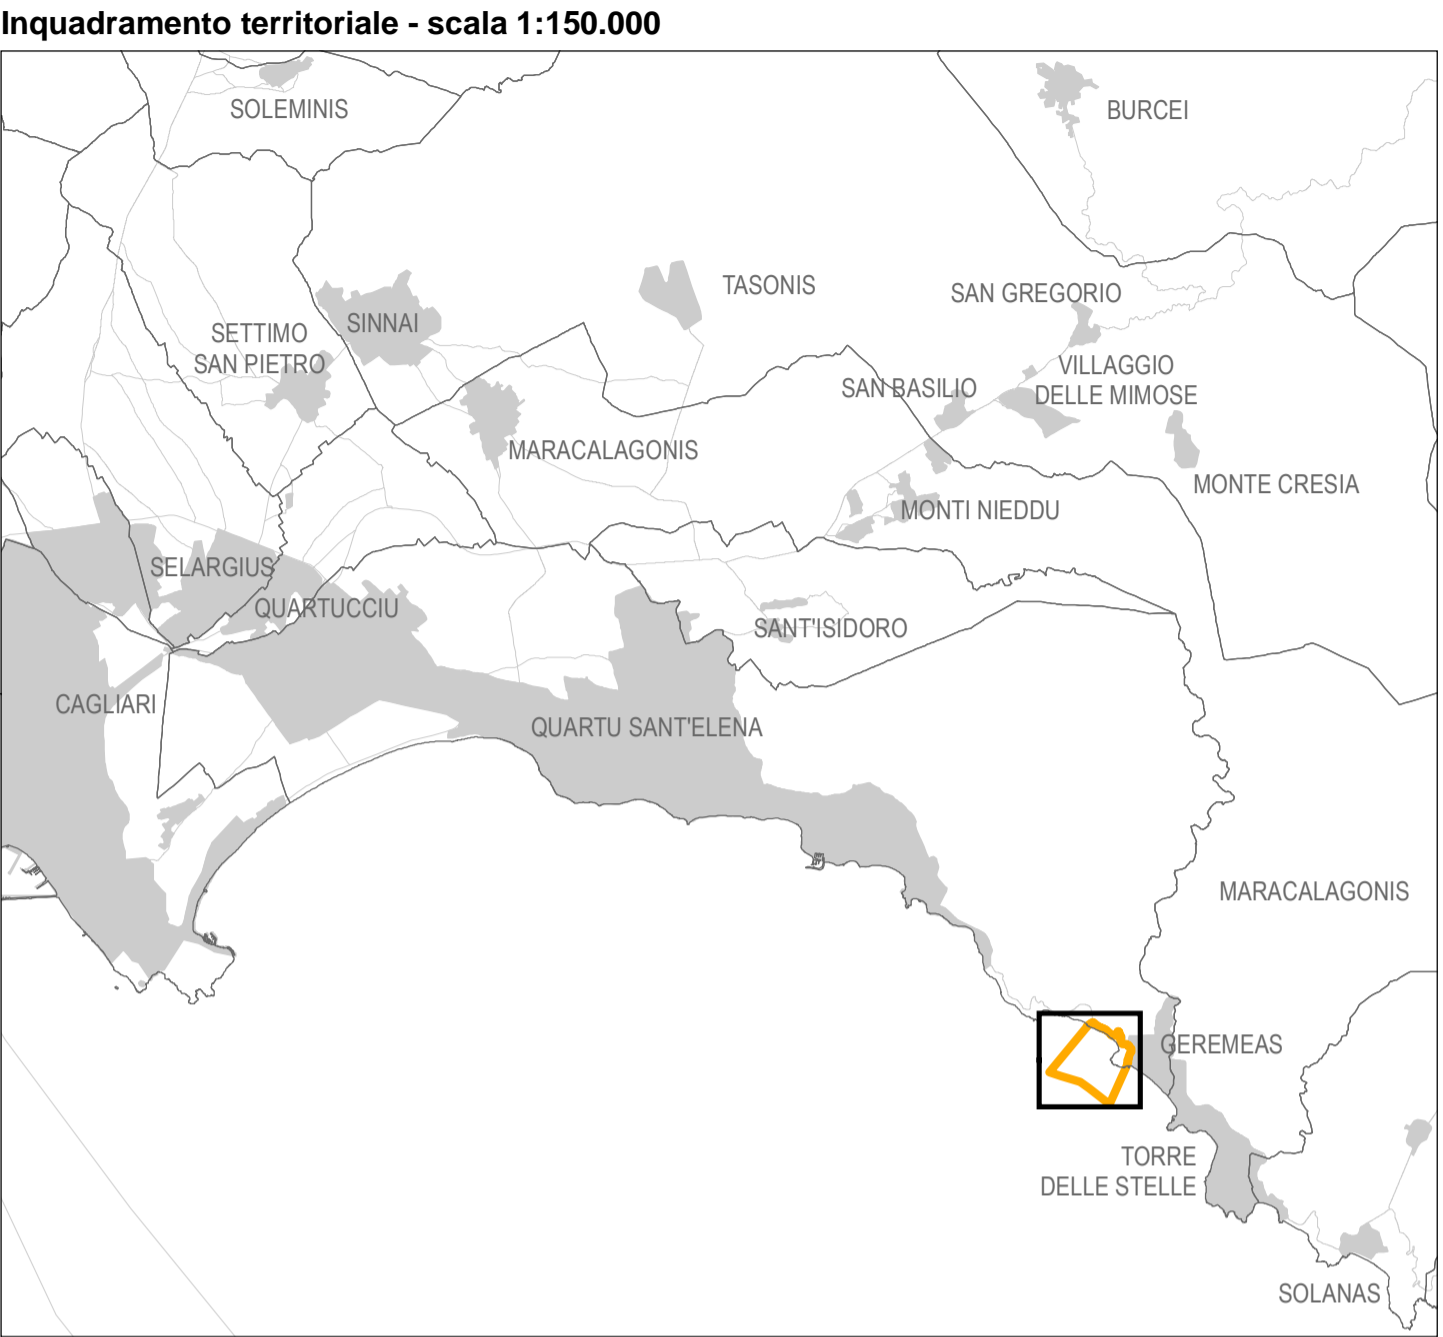 Inquadramento territoriale - scala 1:150.000
SOLEMINIS
BURCEI
TASONIS
SAN GREGORIO
SINNAI
SETTIMO
SAN PIETRO
VILLAGGIO
DELLE MIMOSE
SAN BASILIO
MARACALAGONIS
MONTE CRESIA
MONTI NIEDDU
SELARGIUS
QUARTUCCIU
SANT'ISIDORO
CAGLIARI
QUARTU SANT'ELENA
MARACALAGONIS
GEREMEAS
TORRE
DELLE STELLE
SOLANAS